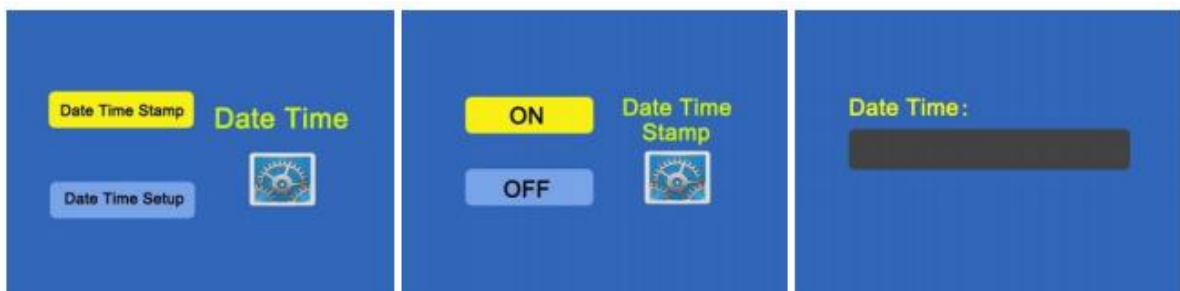 Date Time Stamp
Date Time
Date Time Setup
ON
Date Time
Stamp
OFF
Date Time: